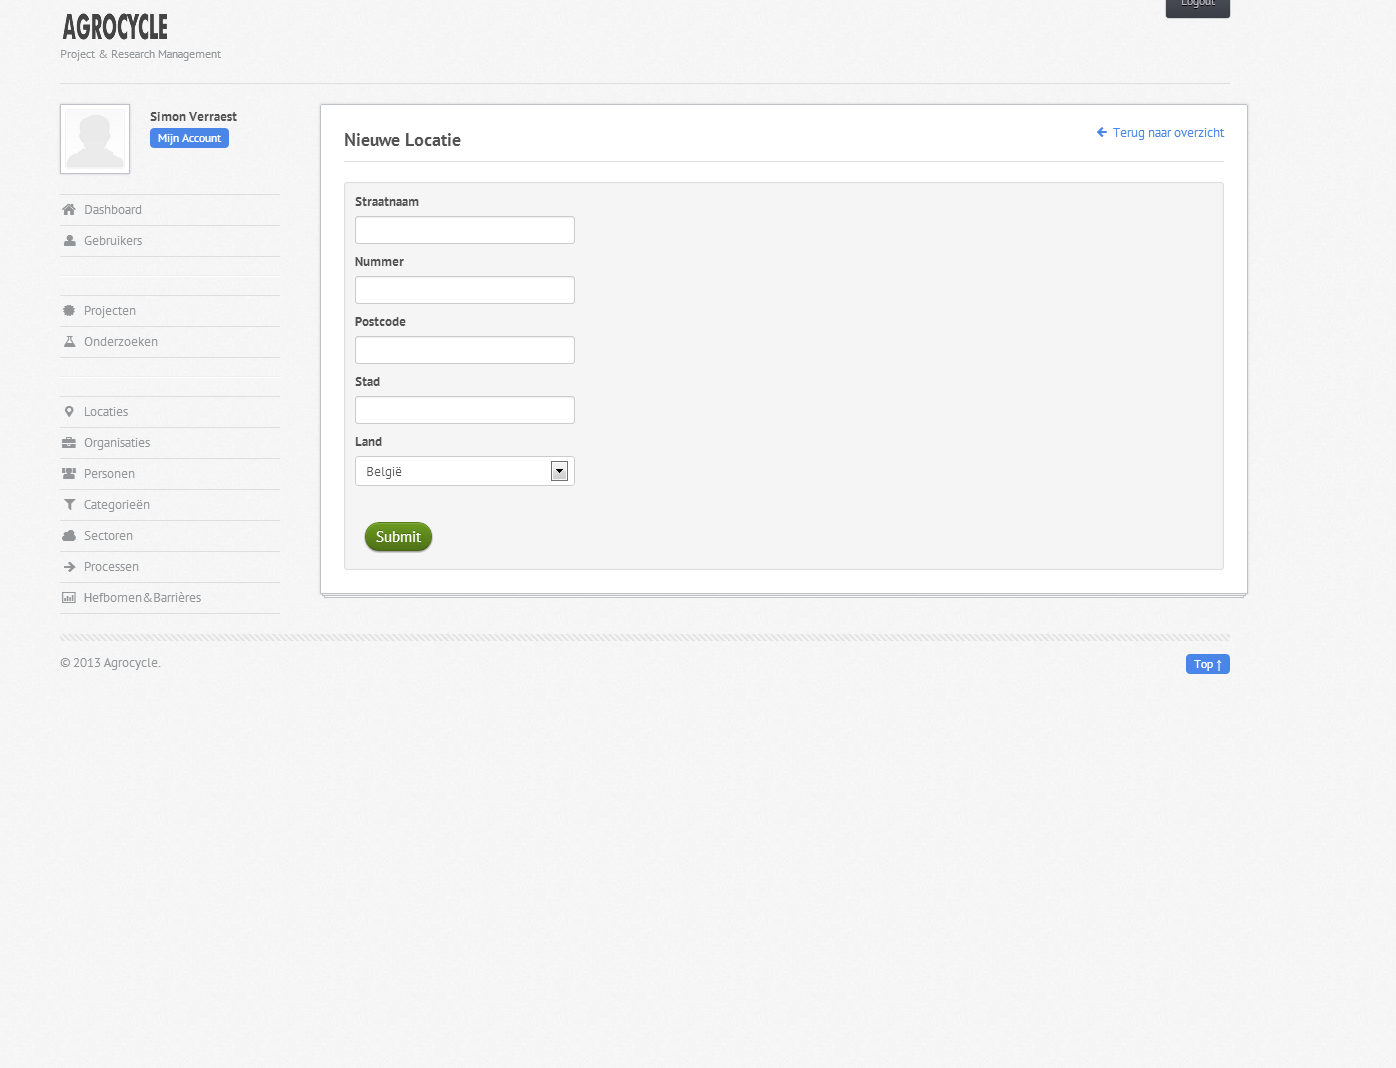 Logout
AGROCYCLE
Project & Research Management
Simon Verraest
Mijn Account
Dashboard
Gebruikers
Projecten
Onderzoeken
Locaties
Organisaties
Personen
Categorieën
Sectoren
Processen
Hefbomen&Barrières
Nieuwe Locatie
Terug naar overzicht
Straatnaam
Nummer
Postcode
Stad
Land
België
Submit
© 2013 Agrocycle.
Top ↑